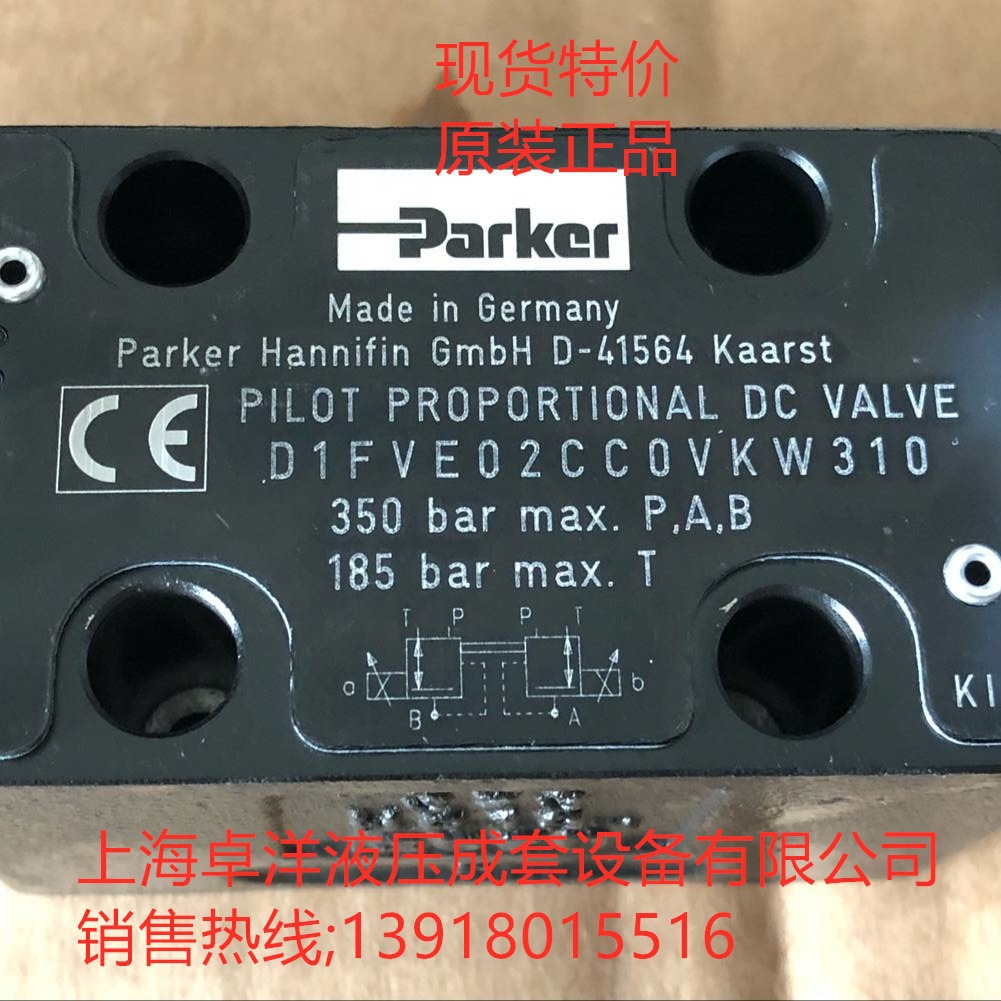 现货特价
原装正品
Parker
Made in Germany
Parker Hannifin GmbH D-41564 Kaarst
CE PILOT PROPORTIONAL DC VALVE
D1FVE02CC0VKW310
350 bar max. P,A,B
185 bar max. T
T P P T
a b
B A
KI
上海卓洋液压成套设备有限公司
销售热线;13918015516